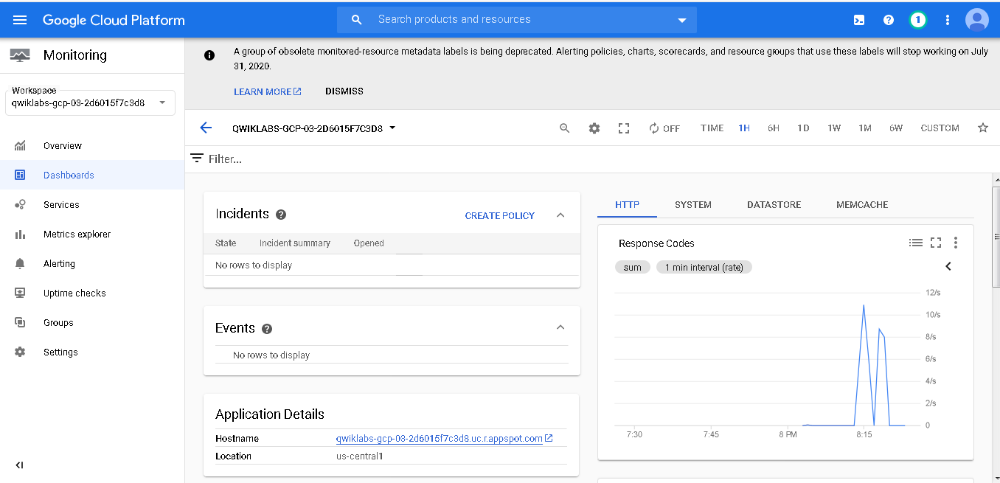 Google Cloud Platform
Search products and resources
1
Monitoring
Workspace
qwiklabs-gcp-03-2d6015f7c3d8
Overview
Dashboards
Services
Metrics explorer
Alerting
Uptime checks
Groups
Settings
A group of obsolete monitored-resource metadata labels is being deprecated. Alerting policies, charts, scorecards, and resource groups that use these labels will stop working on July
31, 2020.
LEARN MORE
DISMISS
QWIKLABS-GCP-03-2D6015F7C3D8
OFF
TIME 1H 6H 1D 1W 1M 6W CUSTOM
Filter...
Incidents
CREATE POLICY
State Incident summary Opened
No rows to display
Events
No rows to display
Application Details
Hostname qwiklabs-gcp-03-2d6015f7c3d8.uc.r.appspot.com
Location us-central1
HTTP SYSTEM DATASTORE MEMCACHE
Response Codes
sum 1 min interval (rate)
12/s
10/s
8/s
6/s
4/s
2/s
0
7:30 7:45 8 PM 8:15